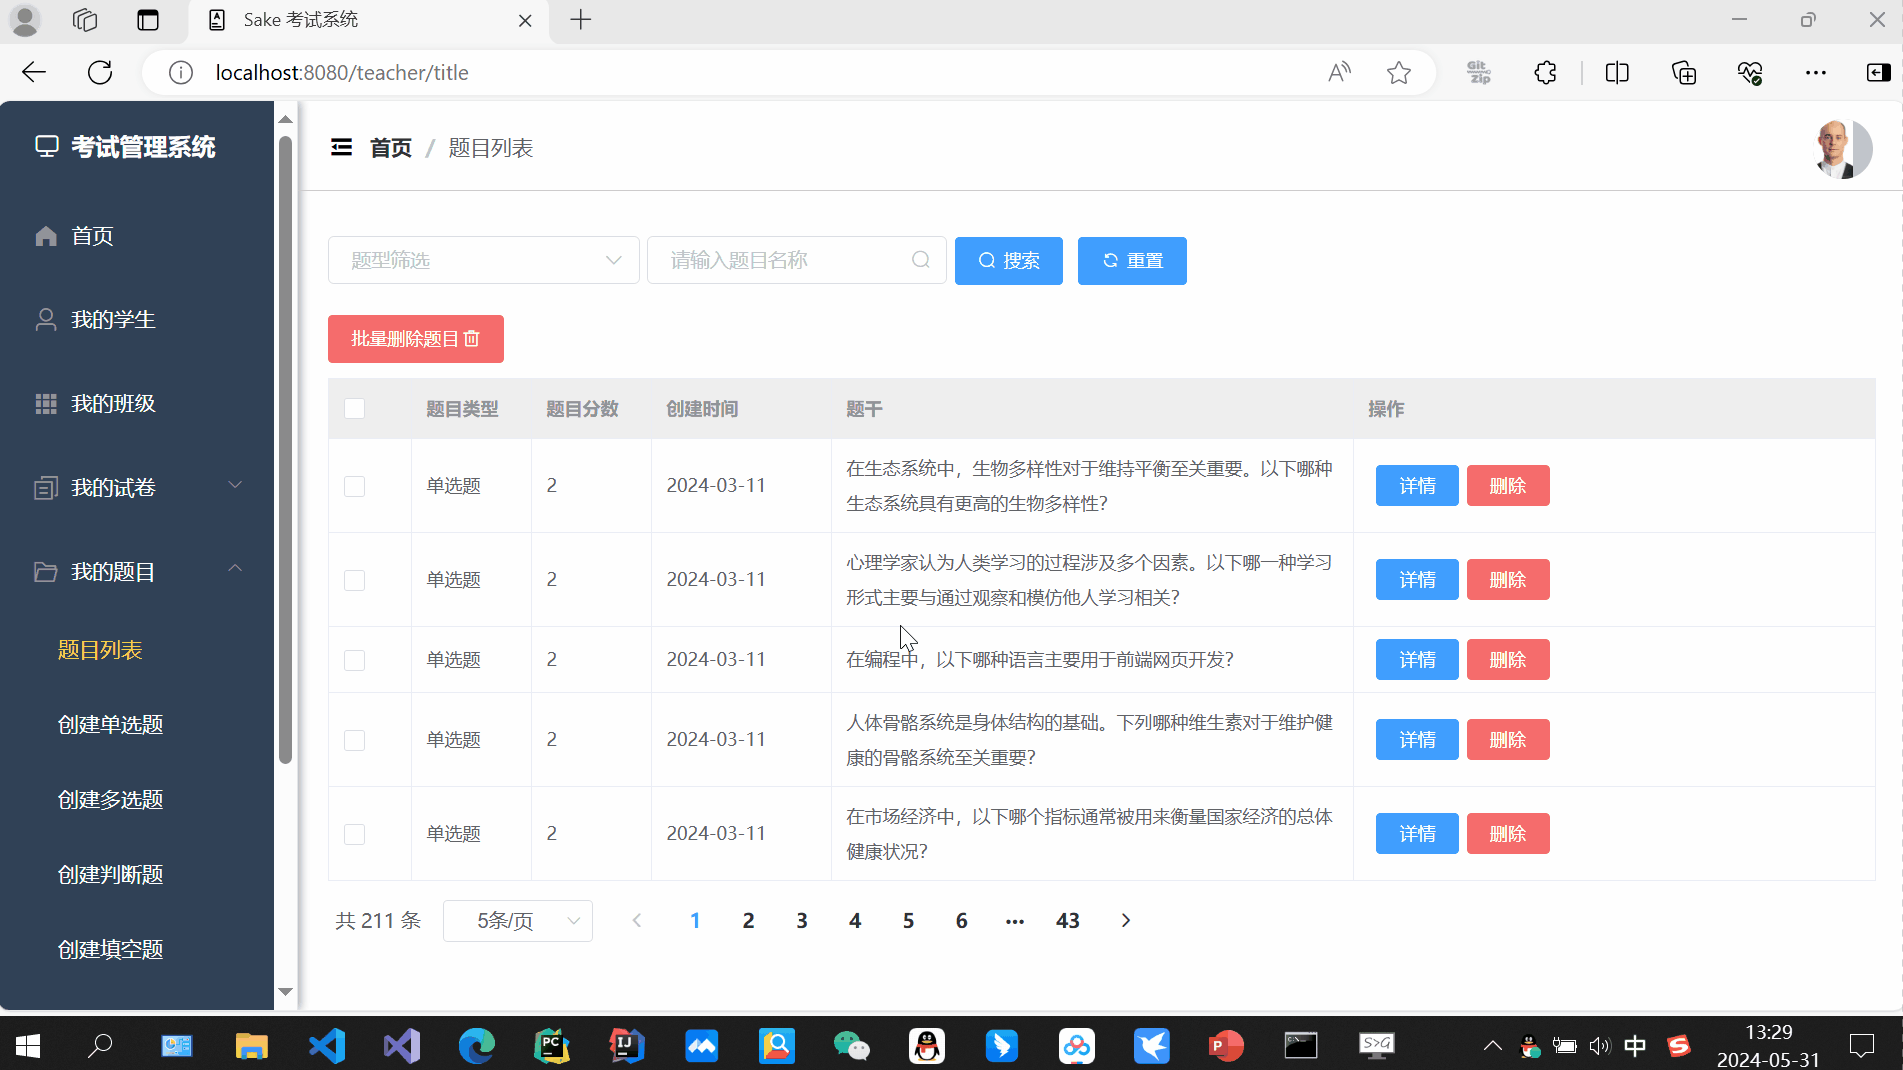 Sake 考试系统
localhost:8080/teacher/title
Git
Zip
考试管理系统
首页 / 题目列表
首页
我的学生
我的班级
我的试卷
我的题目
题目列表
创建单选题
创建多选题
创建判断题
创建填空题
题型筛选
请输入题目名称
搜索
重置
批量删除题目
题目类型 题目分数 创建时间 题干 操作
单选题 2 2024-03-11 在生态系统中，生物多样性对于维持平衡至关重要。以下哪种
生态系统具有更高的生物多样性？
详情 删除
单选题 2 2024-03-11 心理学家认为人类学习的过程涉及多个因素。以下哪一种学习
形式主要与通过观察和模仿他人学习相关？
详情 删除
单选题 2 2024-03-11 在编程中，以下哪种语言主要用于前端网页开发？ 详情 删除
单选题 2 2024-03-11 人体骨骼系统是身体结构的基础。下列哪种维生素对于维护健
康的骨骼系统至关重要？
详情 删除
单选题 2 2024-03-11 在市场经济中，以下哪个指标通常被用来衡量国家经济的总体
健康状况？
详情 删除
共 211 条 5条/页 1 2 3 4 5 6 ••• 43
PC
IJ
P
S>G
中
S
13:29
2024-05-31